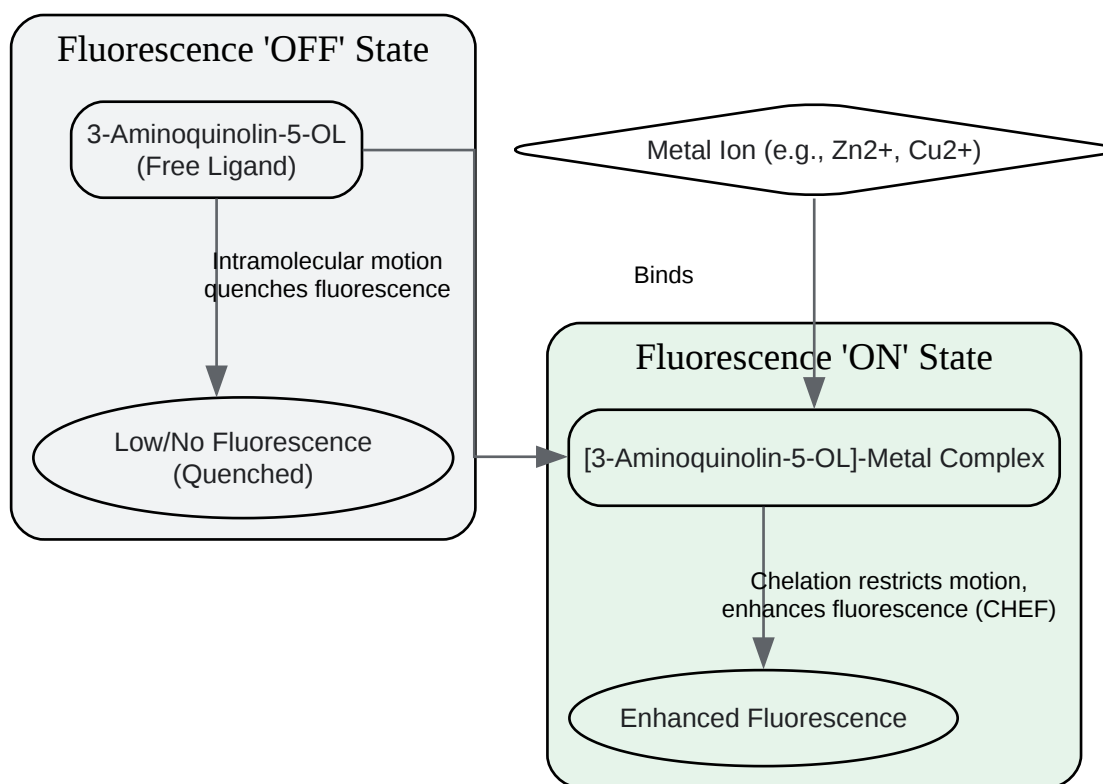 Fluorescence 'OFF' State
3-Aminoquinolin-5-OL
(Free Ligand)
Metal Ion (e.g., Zn2+, Cu2+)
Intramolecular motion
quenches fluorescence
Binds
Fluorescence 'ON' State
Low/No Fluorescence
(Quenched)
[3-Aminoquinolin-5-OL]-Metal Complex
Chelation restricts motion,
enhances fluorescence (CHEF)
Enhanced Fluorescence